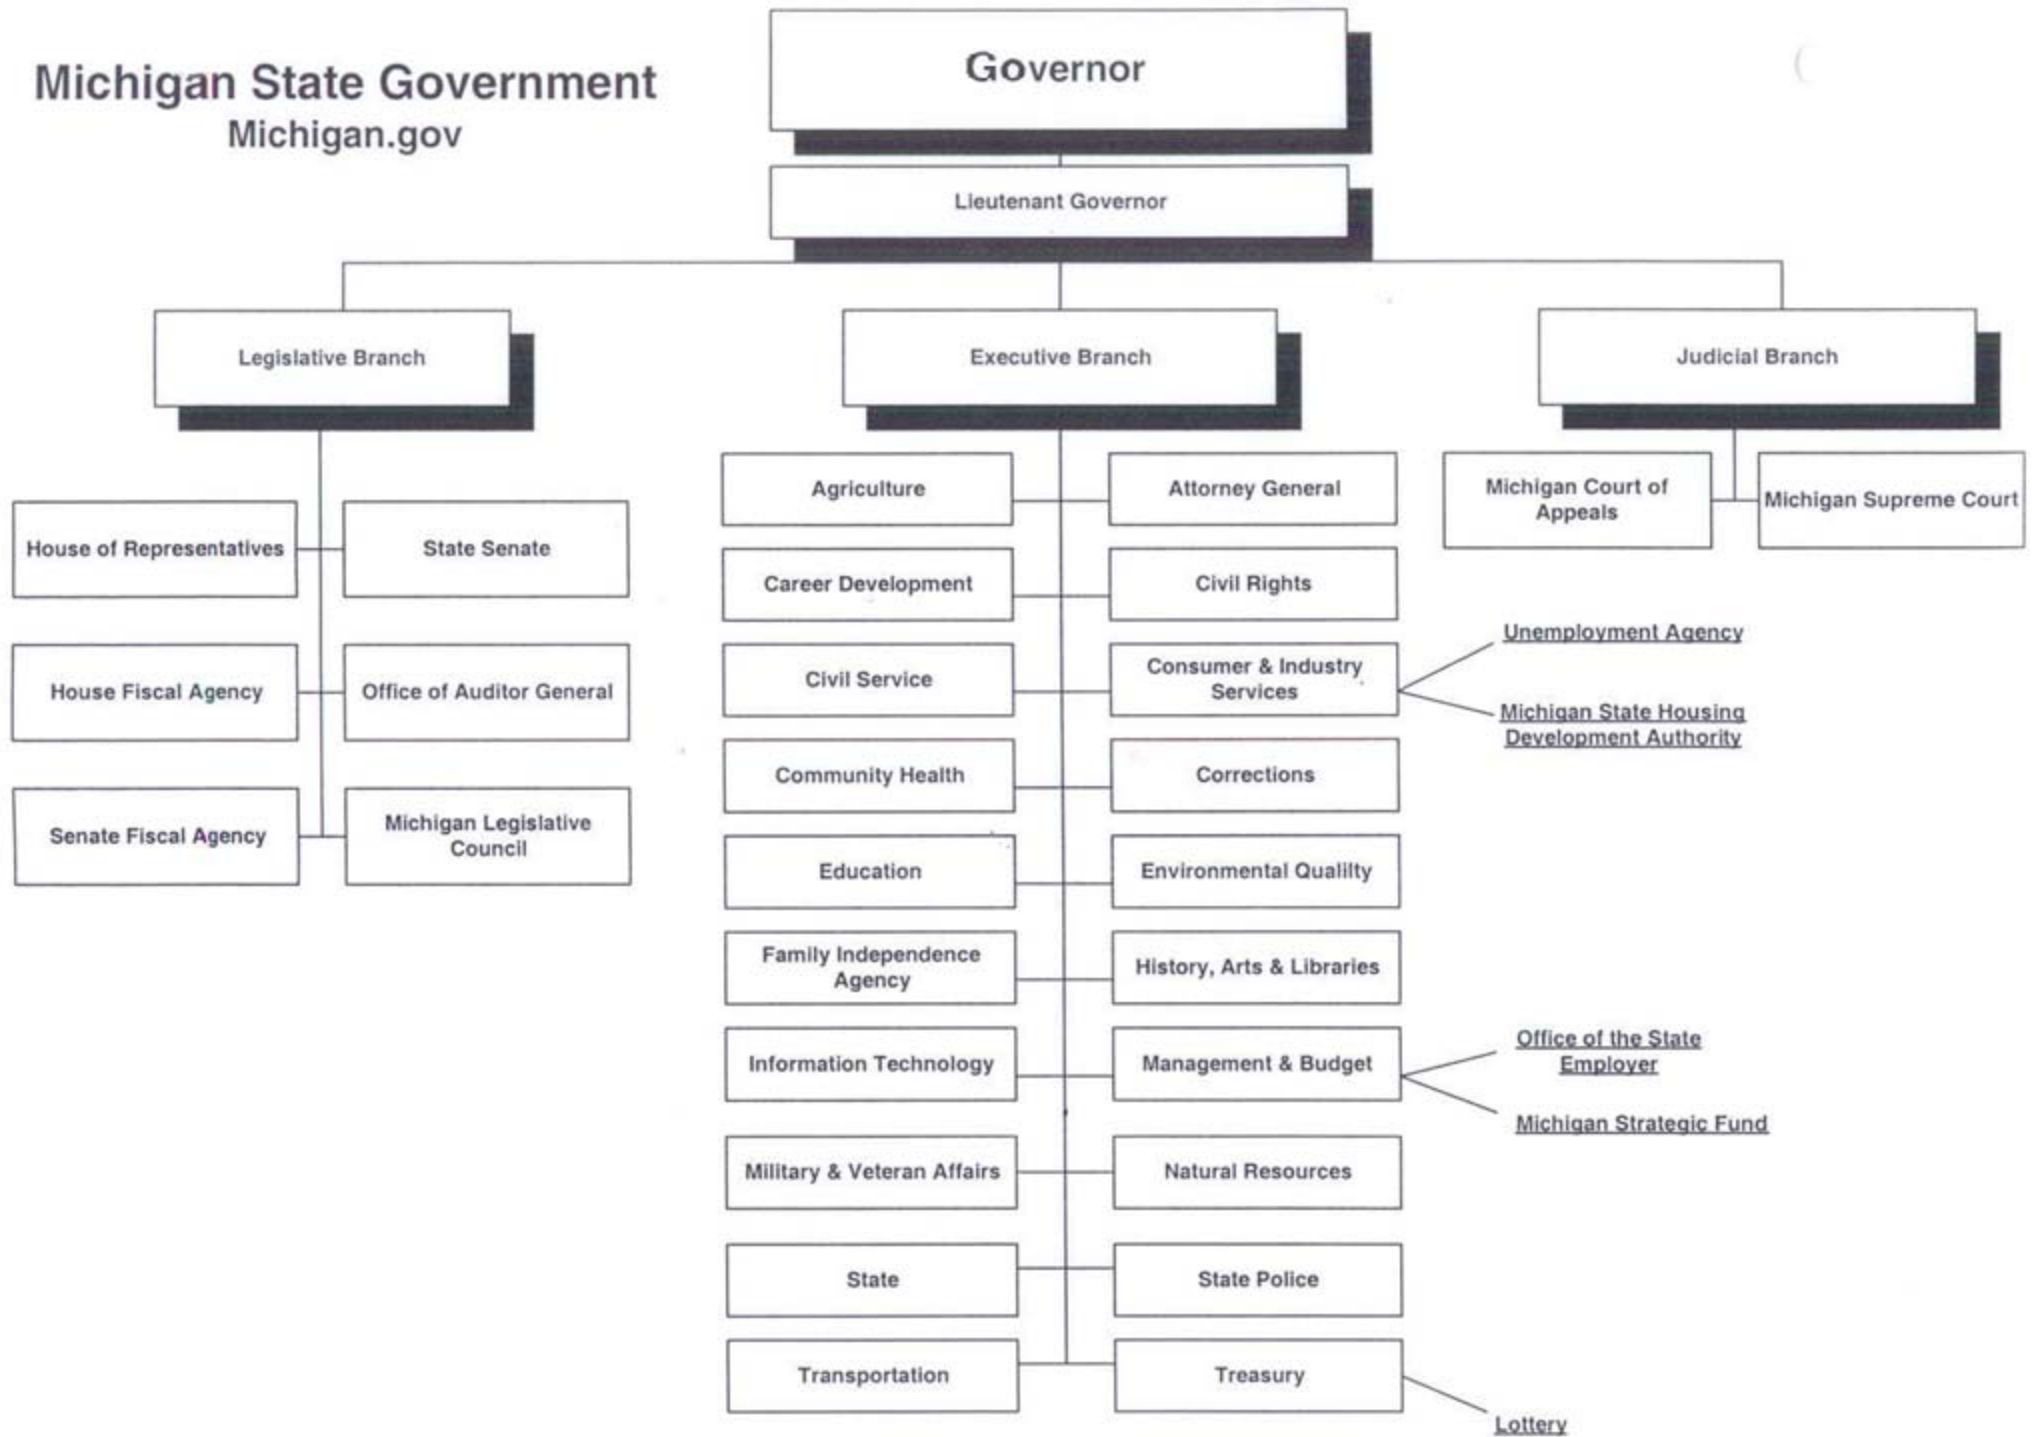 Michigan State Government
Michigan.gov
Governor
Lieutenant Governor
Legislative Branch
Executive Branch
Judicial Branch
House of Representatives
State Senate
House Fiscal Agency
Office of Auditor General
Senate Fiscal Agency
Michigan Legislative
Council
Agriculture
Attorney General
Career Development
Civil Rights
Civil Service
Consumer & Industry
Services
Unemployment Agency
Michigan State Housing
Development Authority
Community Health
Corrections
Education
Environmental Qualilty
Family Independence
Agency
History, Arts & Libraries
Information Technology
Management & Budget
Office of the State
Employer
Michigan Strategic Fund
Military & Veteran Affairs
Natural Resources
State
State Police
Transportation
Treasury
Lottery
Michigan Court of
Appeals
Michigan Supreme Court